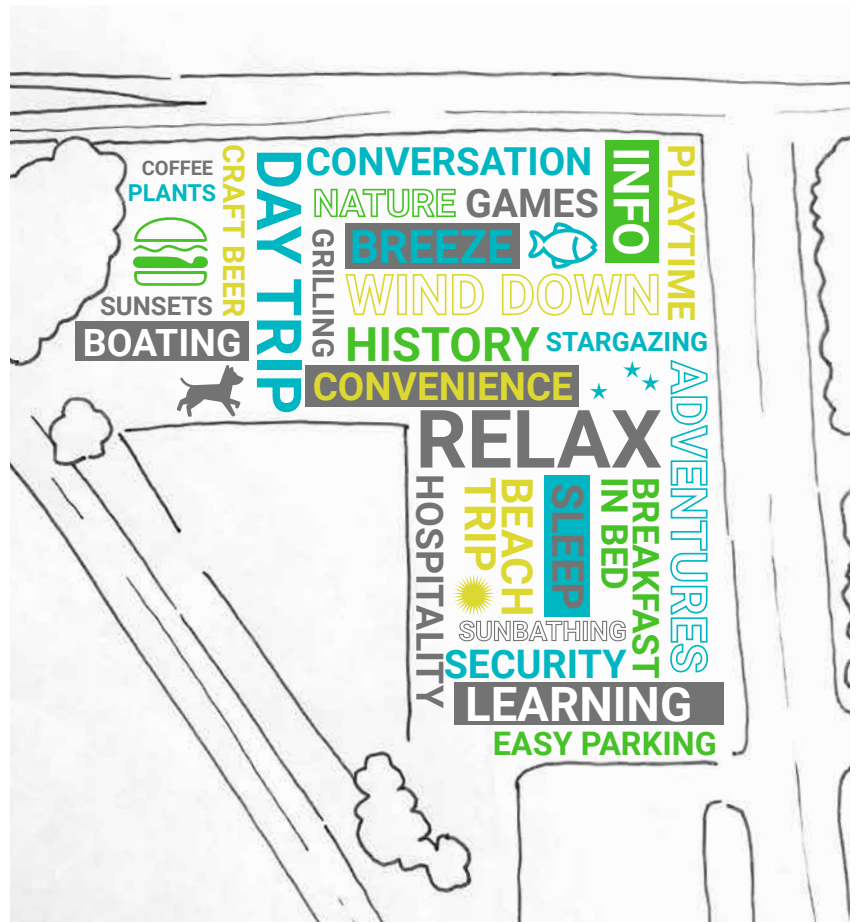 COFFEE
PLANTS
CRAFT BEER
DAY TRIP
CONVERSATION
NATURE GAMES
INFO
PLAYTIME
GRILLING
BREEZE
WIND DOWN
SUNSETS
BOATING
HISTORY
STARGAZING
CONVENIENCE
RELAX
ADVENTURES
HOSPITALITY
BEACH
TRIP
SLEEP
BREAKFAST
IN BED
SUNBATHING
SECURITY
LEARNING
EASY PARKING